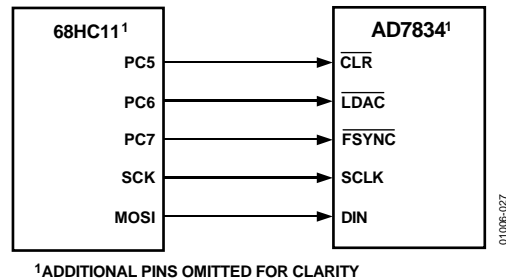 68HC11¹
PC5
PC6
PC7
SCK
MOSI
AD7834¹
CLR
LDAC
FSYNC
SCLK
DIN
01006-027
¹ADDITIONAL PINS OMITTED FOR CLARITY